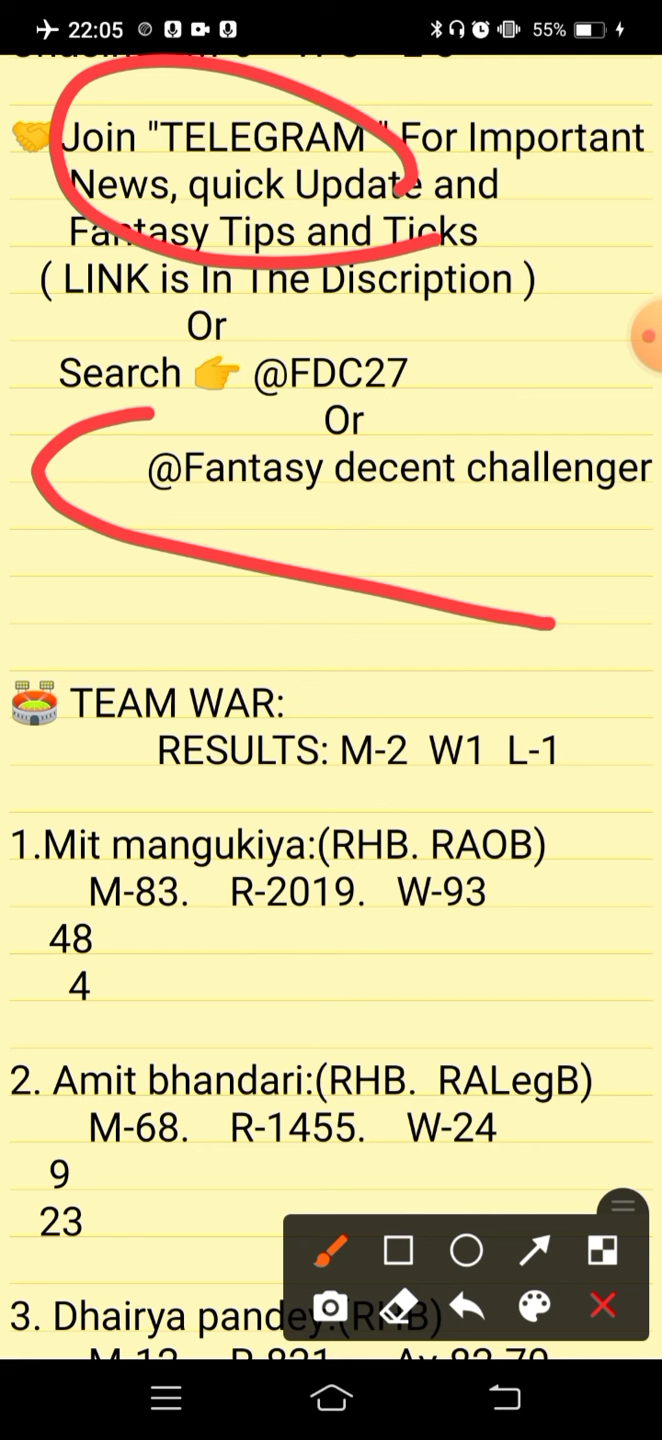 22:05
55%
Join "TELEGRAM " For Important
News, quick Update and
Fantasy Tips and Ticks
( LINK is In The Discription )
Or
Search @FDC27
Or
@Fantasy decent challenger
TEAM WAR:
RESULTS: M-2 W1 L-1
1.Mit mangukiya:(RHB. RAOB)
M-83. R-2019. W-93
48
4
2. Amit bhandari:(RHB. RALegB)
M-68. R-1455. W-24
9
23
3. Dhairya pandey:(RHB)